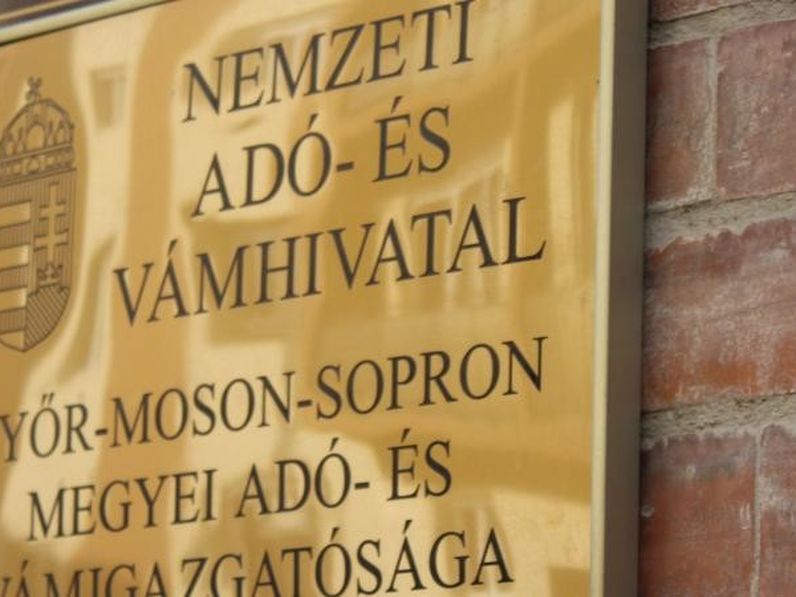 NEMZETI
ADÓ- ÉS
VÁMHIVATAL
YŐR-MOSON-SOPRON
MEGYEI ADÓ- ÉS
VÁMIGAZGATÓSÁGA